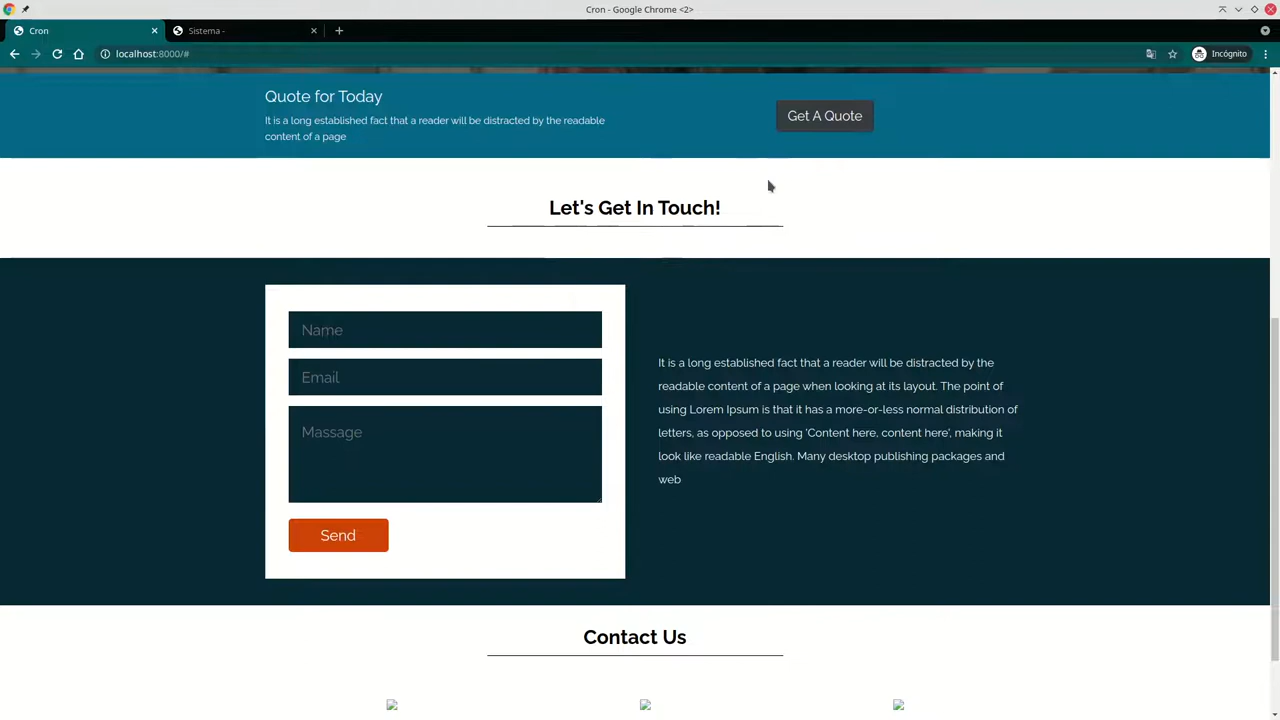 Cron - Google Chrome <2>
Cron
Sistema -
localhost:8000/#
Incógnito
Quote for Today
It is a long established fact that a reader will be distracted by the readable
content of a page
Get A Quote
Let's Get In Touch!
Name
Email
Massage
Send
It is a long established fact that a reader will be distracted by the
readable content of a page when looking at its layout. The point of
using Lorem Ipsum is that it has a more-or-less normal distribution of
letters, as opposed to using 'Content here, content here', making it
look like readable English. Many desktop publishing packages and
web
Contact Us